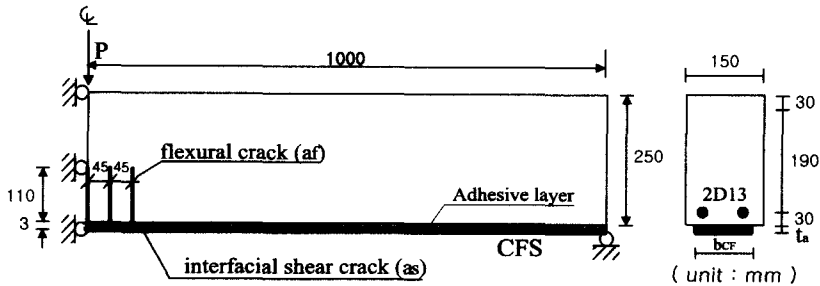 ℄
P
1000
150
30
45 45
flexural crack (af)
250
190
110
Adhesive layer
2D13
3
30
ta
CFS
bCF
interfacial shear crack (as)
( unit : mm )